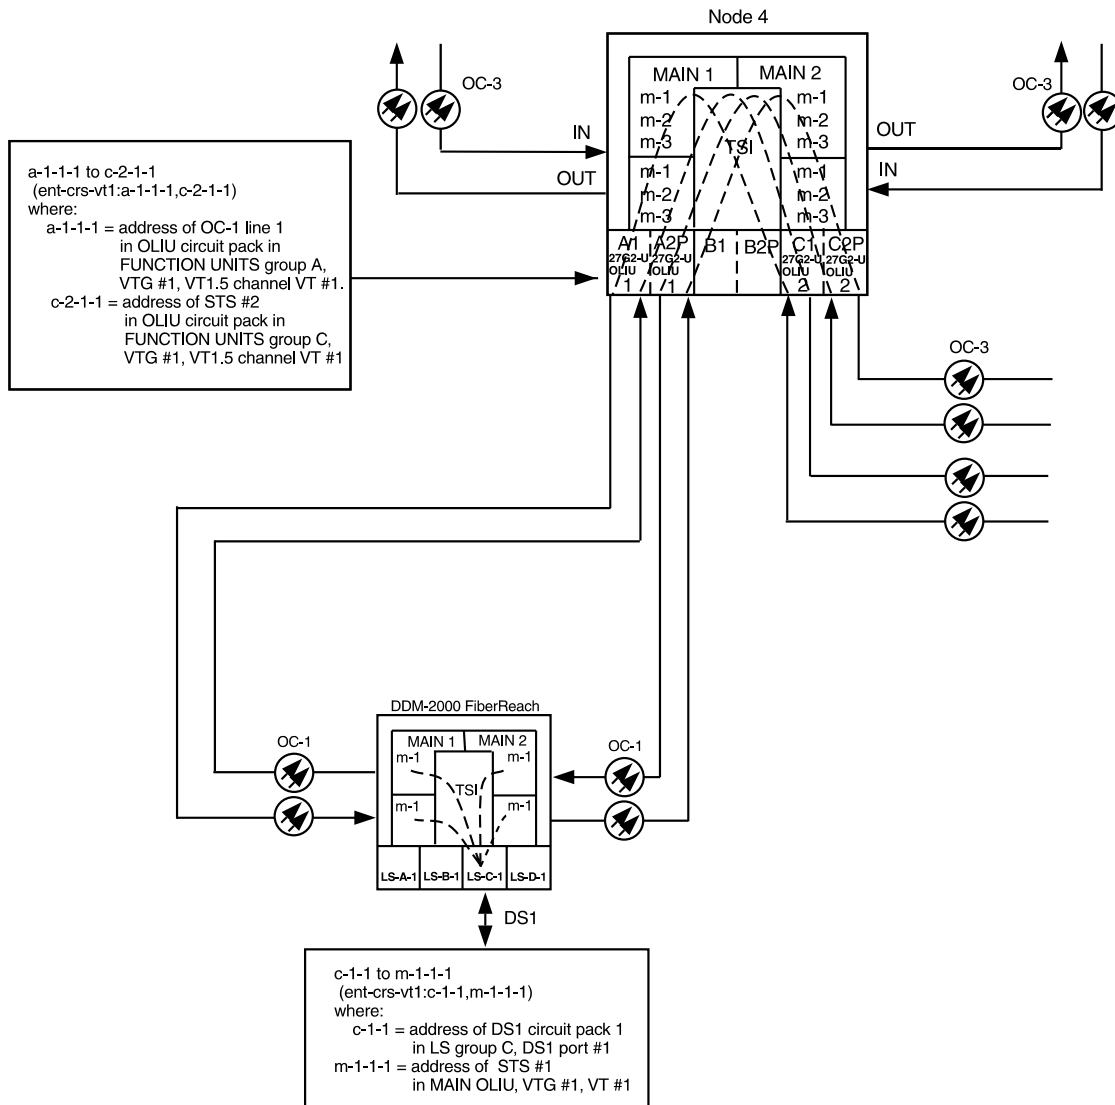 Node 4
OC-3
OC-3
MAIN 1
MAIN 2
m-1
m-2
m-3
m-1
m-2
m-3
TSI
m-1
m-2
m-3
m-1
m-2
m-3
IN
OUT
OUT
IN
A1
27G2-U
OLIU
1
A2P
27G2-U
OLIU
1
B1
B2P
C1
27G2-U
OLIU
2
C2P
27G2-U
OLIU
2
a-1-1-1 to c-2-1-1
(ent-crs-vt1:a-1-1-1,c-2-1-1)
where:
a-1-1-1 = address of OC-1 line 1
in OLIU circuit pack in
FUNCTION UNITS group A,
VTG #1, VT1.5 channel VT #1.
c-2-1-1 = address of STS #2
in OLIU circuit pack in
FUNCTION UNITS group C,
VTG #1, VT1.5 channel VT #1
OC-3
DDM-2000 FiberReach
OC-1
OC-1
MAIN 1
MAIN 2
m-1
m-1
TSI
m-1
m-1
LS-A-1
LS-B-1
LS-C-1
LS-D-1
DS1
c-1-1 to m-1-1-1
(ent-crs-vt1:c-1-1,m-1-1-1)
where:
c-1-1 = address of DS1 circuit pack 1
in LS group C, DS1 port #1
m-1-1-1 = address of STS #1
in MAIN OLIU, VTG #1, VT #1